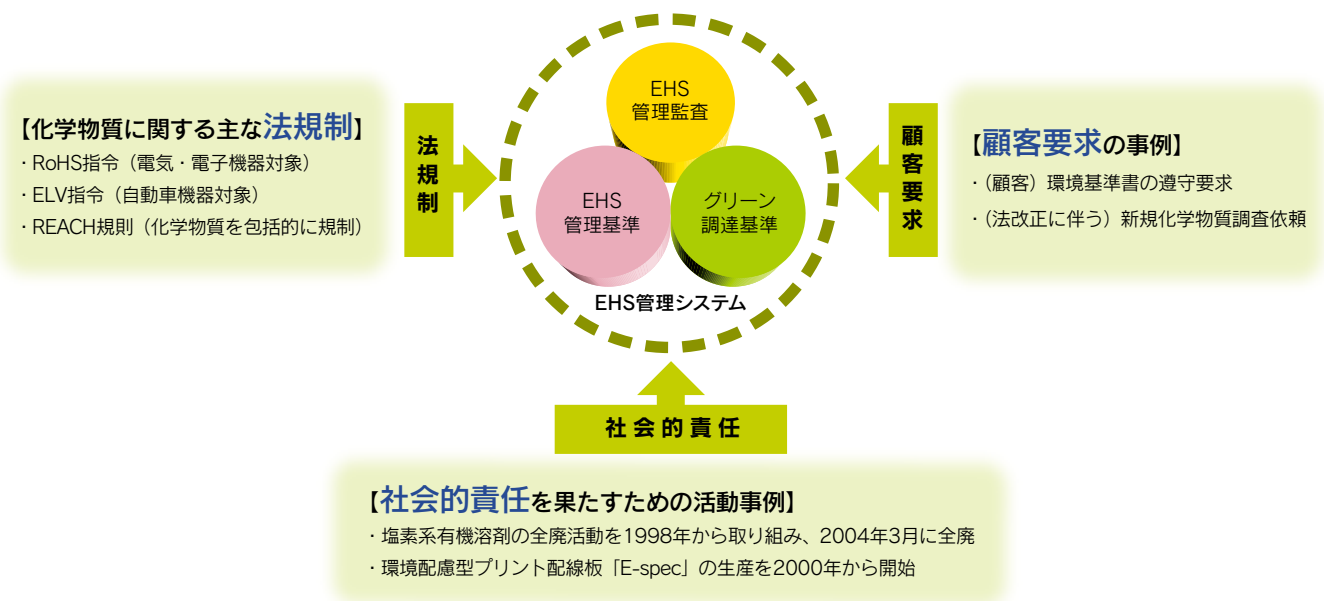 【化学物質に関する主な法規制】
・RoHS指令（電気・電子機器対象）
・ELV指令（自動車機器対象）
・REACH規則（化学物質を包括的に規制）
法規制
EHS
管理監査
EHS
管理基準
グリーン
調達基準
EHS管理システム
顧客要求
【顧客要求の事例】
・（顧客）環境基準書の遵守要求
・（法改正に伴う）新規化学物質調査依頼
社会的責任
【社会的責任を果たすための活動事例】
・塩素系有機溶剤の全廃活動を1998年から取り組み、2004年3月に全廃
・環境配慮型プリント配線板「E-spec」の生産を2000年から開始